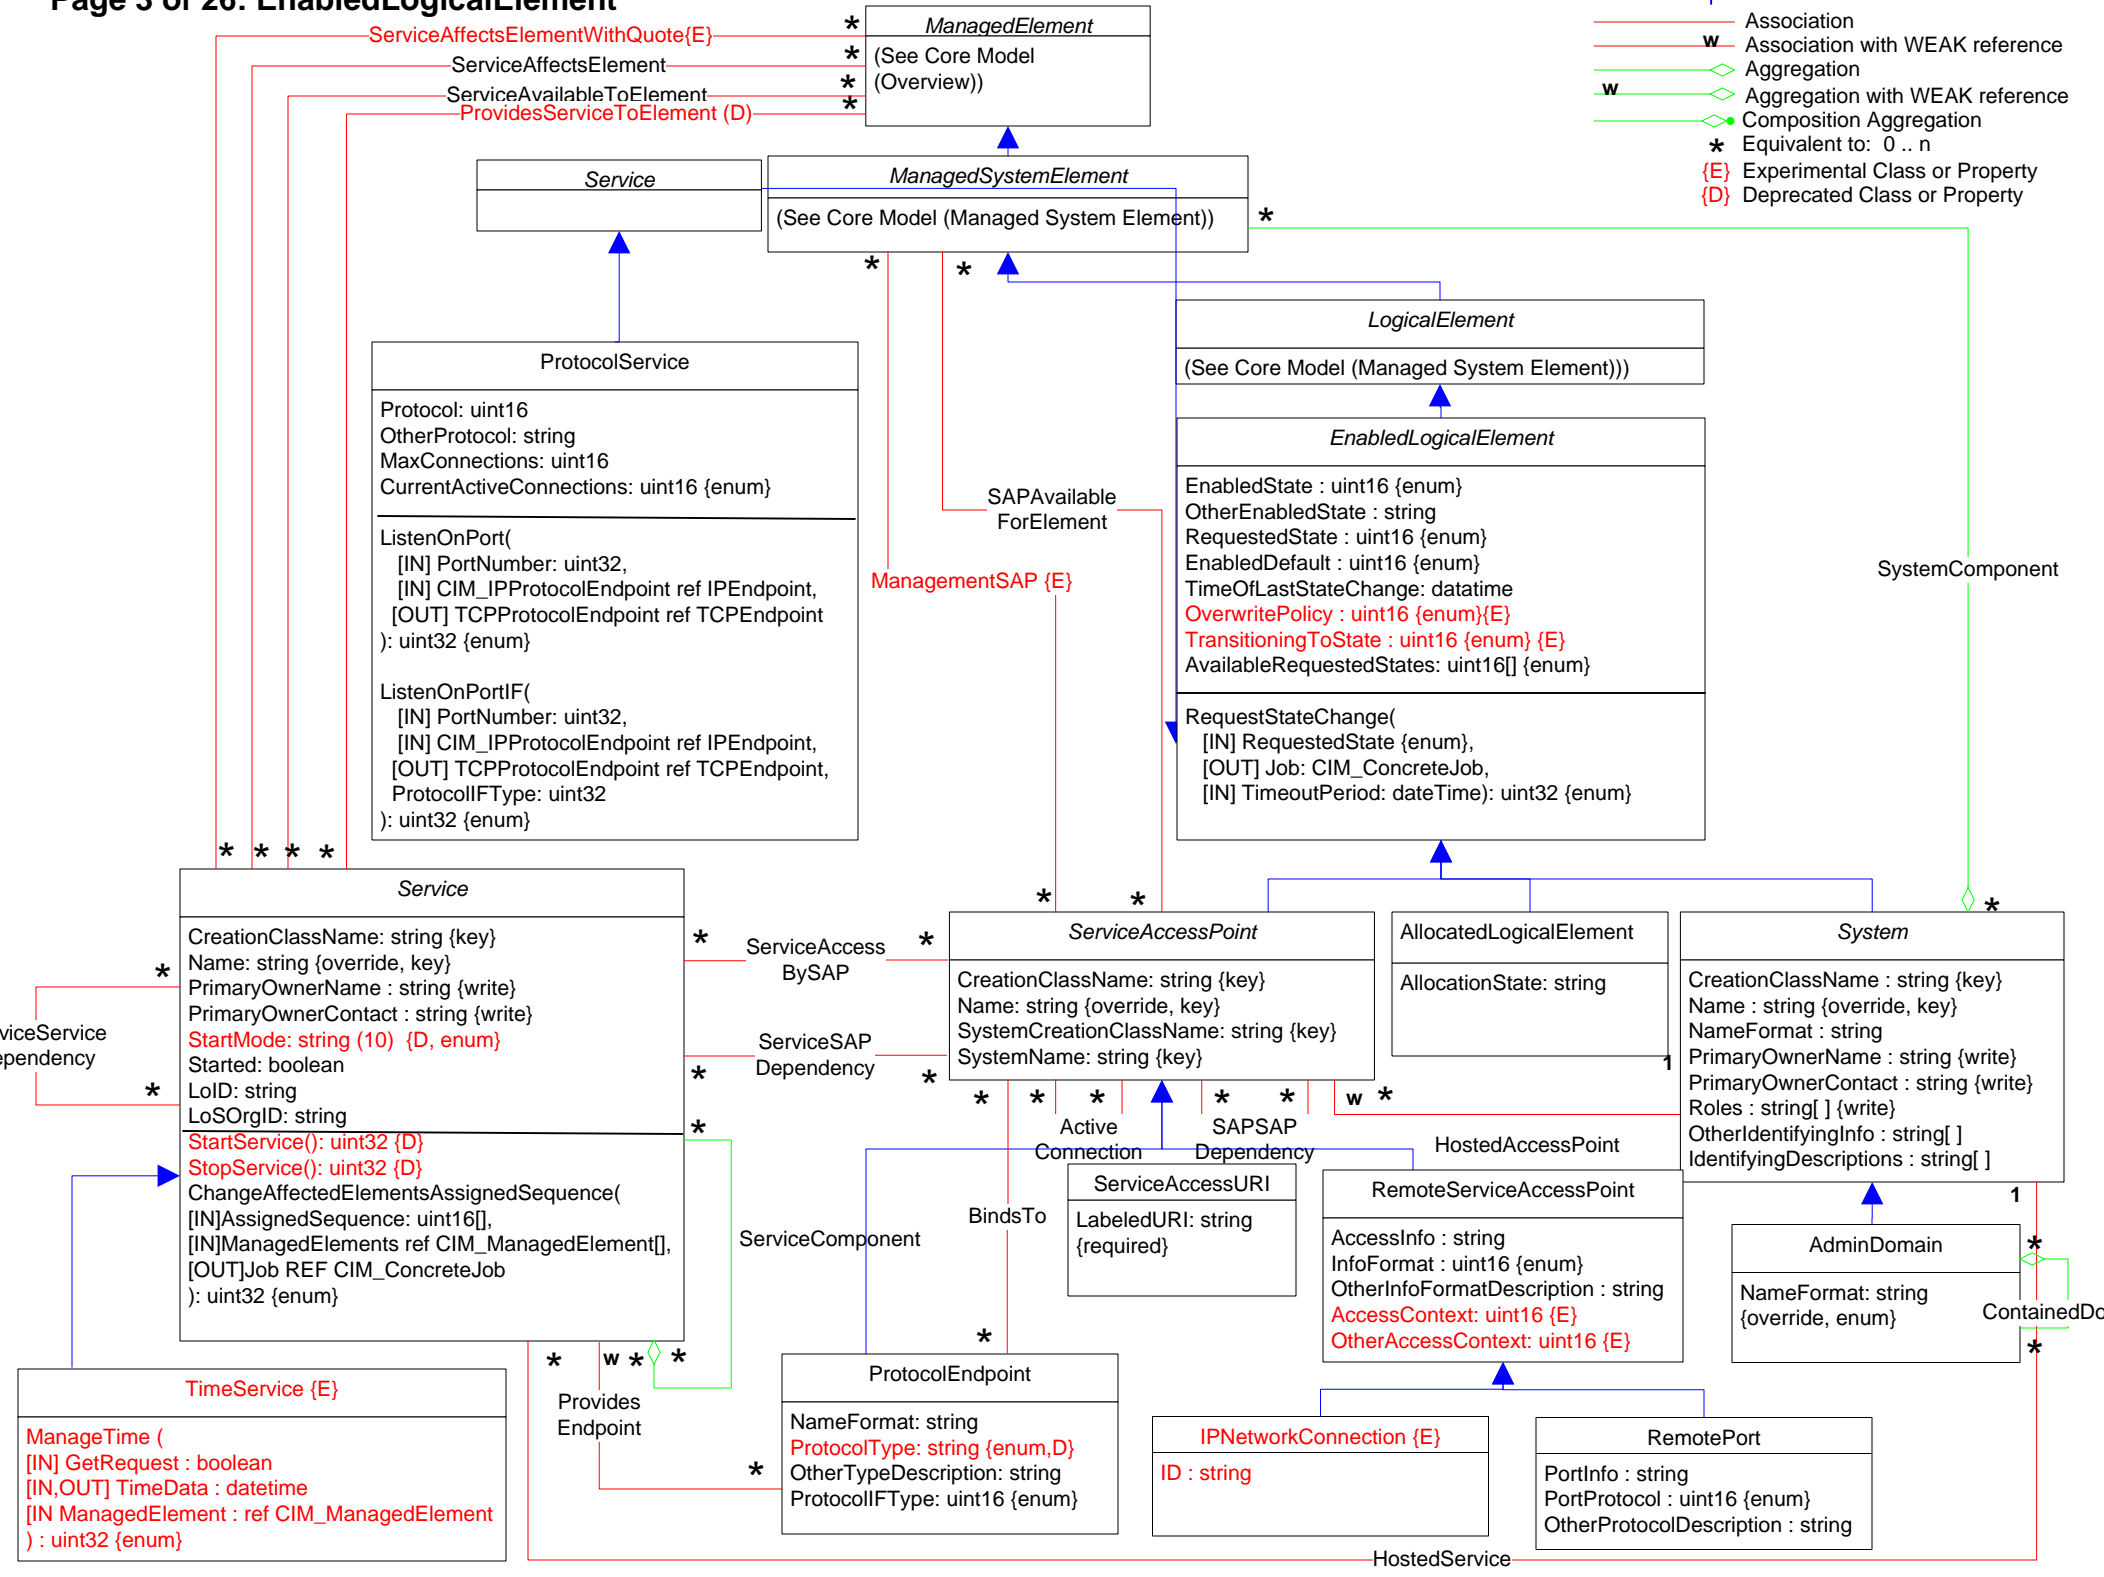 Page 3 of 26: EnabledLogicalElement
Association
w Association with WEAK reference
Aggregation
w Aggregation with WEAK reference
Composition Aggregation
* Equivalent to: 0 .. n
{E} Experimental Class or Property
{D} Deprecated Class or Property
ServiceAffectsElementWithQuote{E} *
ServiceAffectsElement *
ServiceAvailableToElement *
ProvidesServiceToElement (D) *
ManagedElement
(See Core Model
(Overview))
Service
ManagedSystemElement
(See Core Model (Managed System Element))
*
* *
LogicalElement
(See Core Model (Managed System Element)))
ProtocolService
Protocol: uint16
OtherProtocol: string
MaxConnections: uint16
CurrentActiveConnections: uint16 {enum}
ListenOnPort(
[IN] PortNumber: uint32,
[IN] CIM_IPProtocolEndpoint ref IPEndpoint,
[OUT] TCPProtocolEndpoint ref TCPEndpoint
): uint32 {enum}
ListenOnPortIF(
[IN] PortNumber: uint32,
[IN] CIM_IPProtocolEndpoint ref IPEndpoint,
[OUT] TCPProtocolEndpoint ref TCPEndpoint,
ProtocolIFType: uint32
): uint32 {enum}
SAPAvailable
ForElement
ManagementSAP {E}
EnabledLogicalElement
EnabledState : uint16 {enum}
OtherEnabledState : string
RequestedState : uint16 {enum}
EnabledDefault : uint16 {enum}
TimeOfLastStateChange: datatime
OverwritePolicy : uint16 {enum}{E}
TransitioningToState : uint16 {enum} {E}
AvailableRequestedStates: uint16[] {enum}
RequestStateChange(
[IN] RequestedState {enum},
[OUT] Job: CIM_ConcreteJob,
[IN] TimeoutPeriod: dateTime): uint32 {enum}
SystemComponent
* * * *
* *
*
Service
CreationClassName: string {key}
Name: string {override, key}
PrimaryOwnerName : string {write}
PrimaryOwnerContact : string {write}
StartMode: string (10) {D, enum}
Started: boolean
LoID: string
LoSOrgID: string
StartService(): uint32 {D}
StopService(): uint32 {D}
ChangeAffectedElementsAssignedSequence(
[IN]AssignedSequence: uint16[],
[IN]ManagedElements ref CIM_ManagedElement[],
[OUT]Job REF CIM_ConcreteJob
): uint32 {enum}
*
viceService
ependency
*
* ServiceAccess *
BySAP
ServiceSAP
Dependency
* *
*
ServiceComponent
ServiceAccessPoint
CreationClassName: string {key}
Name: string {override, key}
SystemCreationClassName: string {key}
SystemName: string {key}
AllocatedLogicalElement
AllocationState: string
System
CreationClassName : string {key}
Name : string {override, key}
NameFormat : string
PrimaryOwnerName : string {write}
PrimaryOwnerContact : string {write}
Roles : string[ ] {write}
OtherIdentifyingInfo : string[ ]
IdentifyingDescriptions : string[ ]
1
* * * * * w *
Active
Connection
SAPSAP
Dependency
HostedAccessPoint
BindsTo
*
ServiceAccessURI
LabeledURI: string
{required}
RemoteServiceAccessPoint
AccessInfo : string
InfoFormat : uint16 {enum}
OtherInfoFormatDescription : string
AccessContext: uint16 {E}
OtherAccessContext: uint16 {E}
1
AdminDomain
NameFormat: string
{override, enum}
*
ContainedDo
*
TimeService {E}
ManageTime (
[IN] GetRequest : boolean
[IN,OUT] TimeData : datetime
[IN ManagedElement : ref CIM_ManagedElement
) : uint32 {enum}
* w * *
Provides
Endpoint
*
ProtocolEndpoint
NameFormat: string
ProtocolType: string {enum,D}
OtherTypeDescription: string
ProtocolIFType: uint16 {enum}
IPNetworkConnection {E}
ID : string
RemotePort
PortInfo : string
PortProtocol : uint16 {enum}
OtherProtocolDescription : string
HostedService